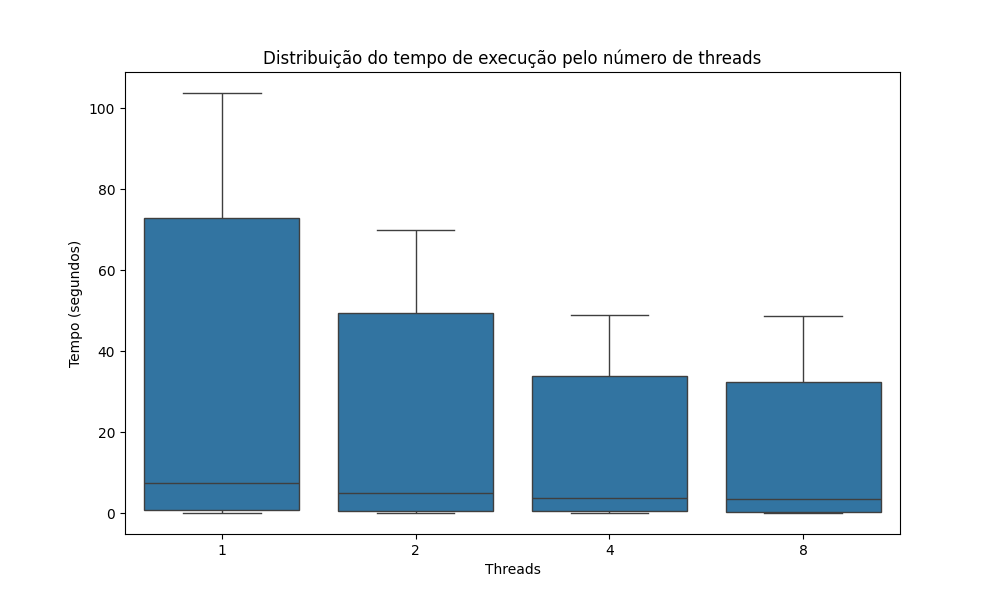 Distribuição do tempo de execução pelo número de threads
Tempo (segundos)
100
80
60
40
20
0
1 2 4 8
Threads